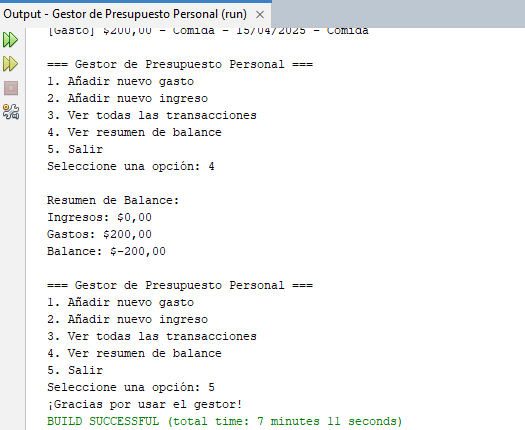 Output - Gestor de Presupuesto Personal (run) ×
[Gasto] $200,00 - Comida - 15/04/2025 - Comida
=== Gestor de Presupuesto Personal ===
1. Añadir nuevo gasto
2. Añadir nuevo ingreso
3. Ver todas las transacciones
4. Ver resumen de balance
5. Salir
Seleccione una opción: 4
Resumen de Balance:
Ingresos: $0,00
Gastos: $200,00
Balance: $-200,00
=== Gestor de Presupuesto Personal ===
1. Añadir nuevo gasto
2. Añadir nuevo ingreso
3. Ver todas las transacciones
4. Ver resumen de balance
5. Salir
Seleccione una opción: 5
¡Gracias por usar el gestor!
BUILD SUCCESSFUL (total time: 7 minutes 11 seconds)